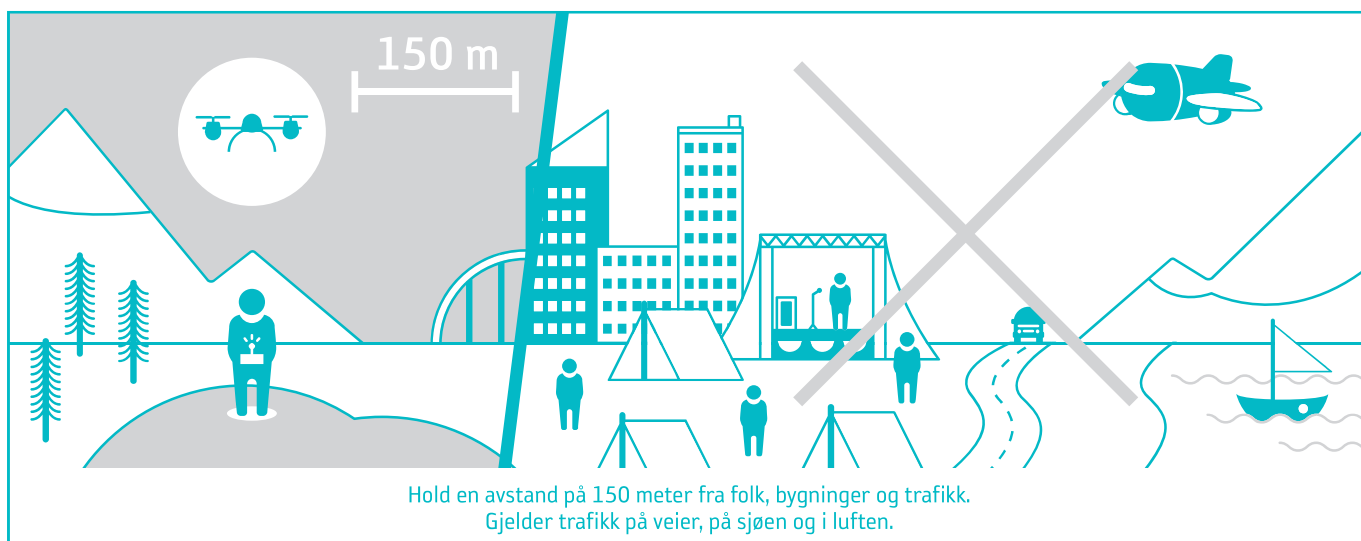 150 m
Hold en avstand på 150 meter fra folk, bygninger og trafikk.
Gjelder trafikk på veier, på sjøen og i luften.